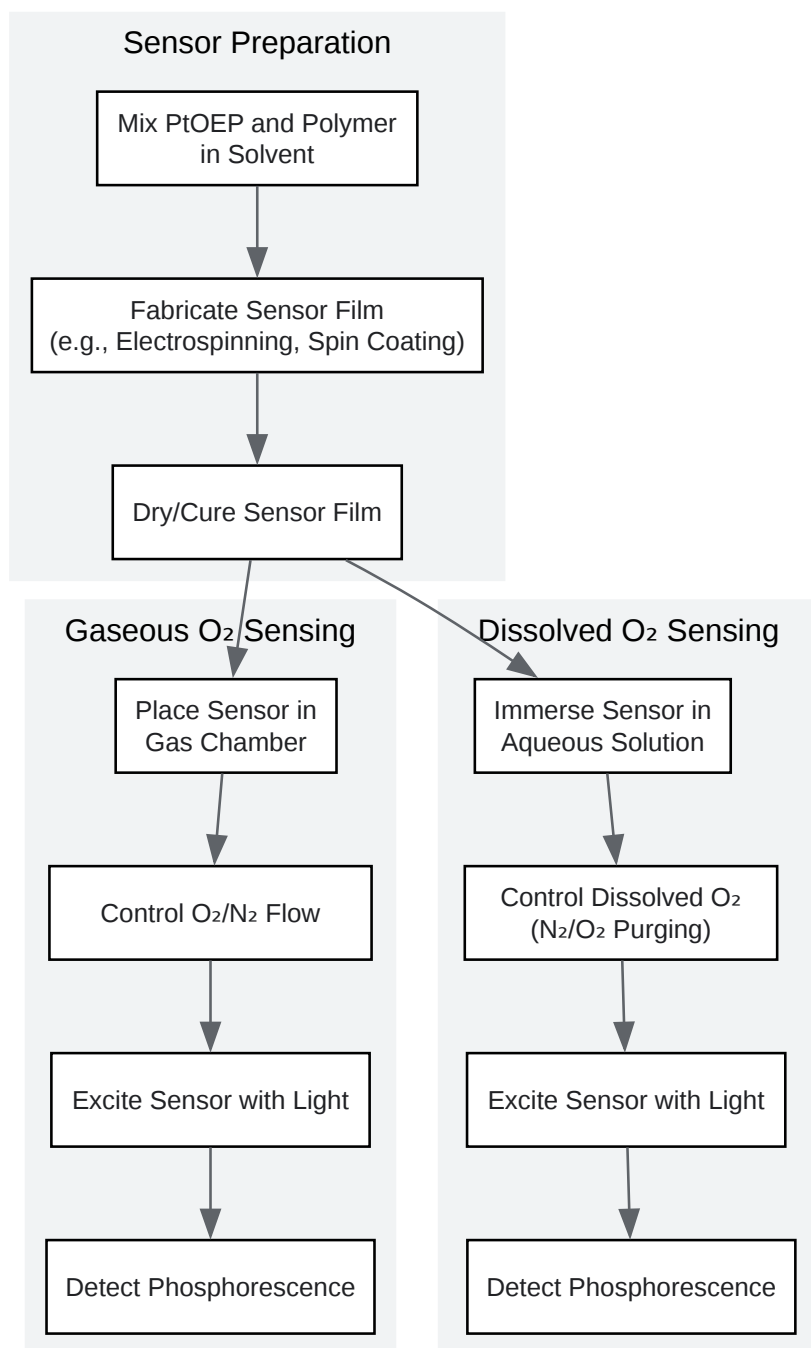 Sensor Preparation
Mix PtOEP and Polymer
in Solvent
Fabricate Sensor Film
(e.g., Electrospinning, Spin Coating)
Dry/Cure Sensor Film
Gaseous O₂ Sensing
Place Sensor in
Gas Chamber
Control O₂/N₂ Flow
Excite Sensor with Light
Detect Phosphorescence
Dissolved O₂ Sensing
Immerse Sensor in
Aqueous Solution
Control Dissolved O₂
(N₂/O₂ Purging)
Excite Sensor with Light
Detect Phosphorescence